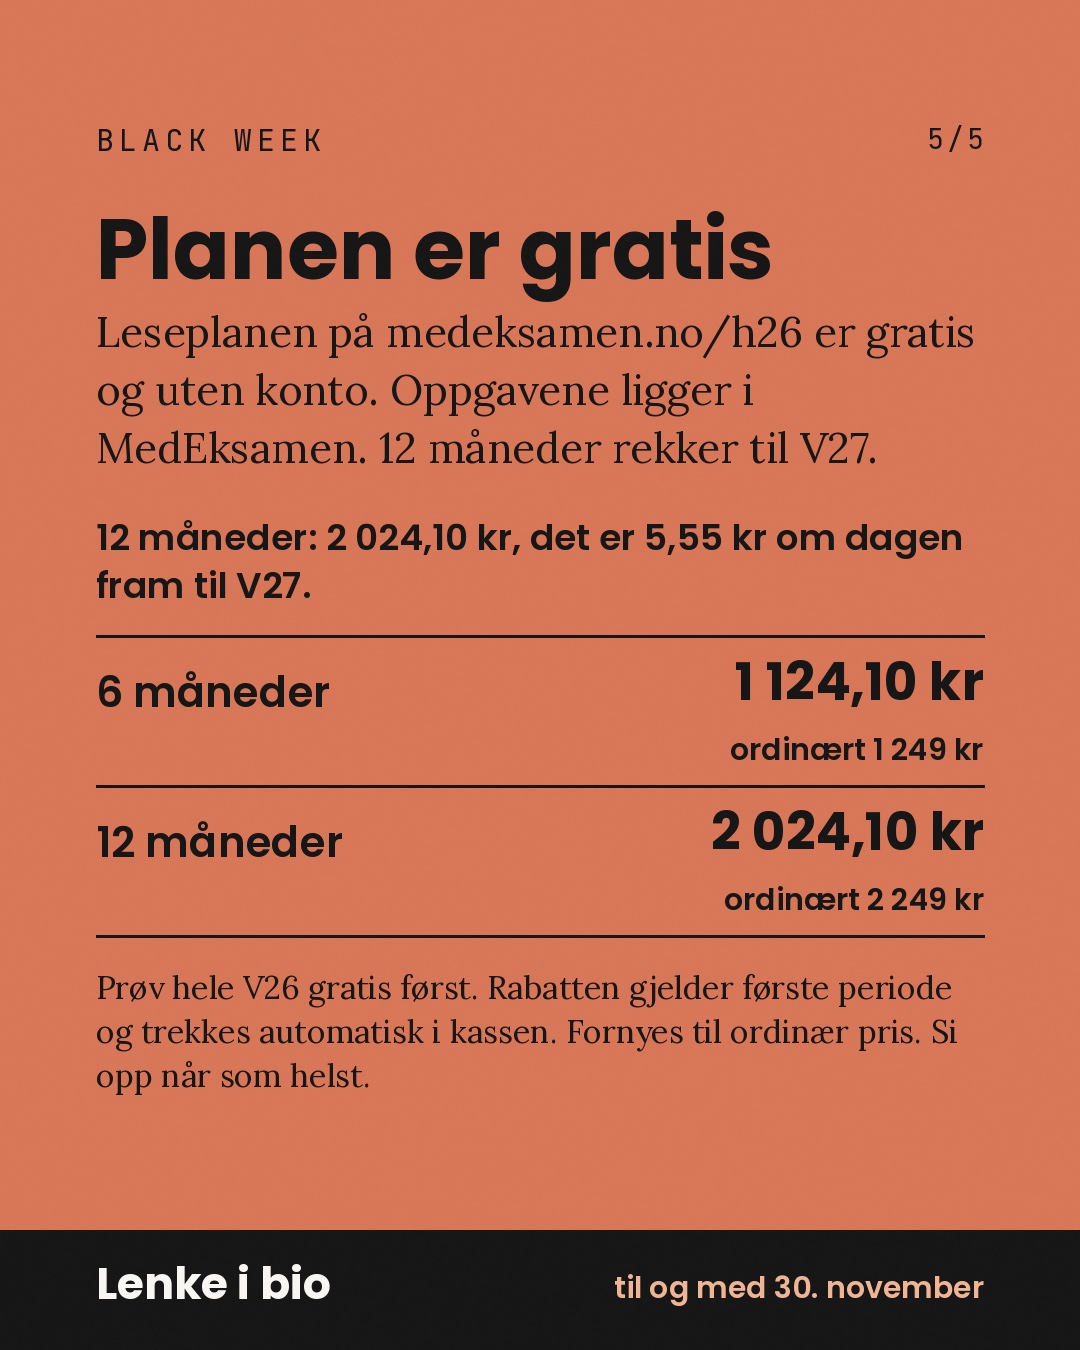 BLACK WEEK
5/5
Planen er gratis
Leseplanen på medeksamen.no/h26 er gratis
og uten konto. Oppgavene ligger i
MedEksamen. 12 måneder rekker til V27.
12 måneder: 2 024,10 kr, det er 5,55 kr om dagen
fram til V27.
6 måneder
1 124,10 kr
ordinært 1 249 kr
12 måneder
2 024,10 kr
ordinært 2 249 kr
Prøv hele V26 gratis først. Rabatten gjelder første periode
og trekkes automatisk i kassen. Fornyes til ordinær pris. Si
opp når som helst.
Lenke i bio
til og med 30. november